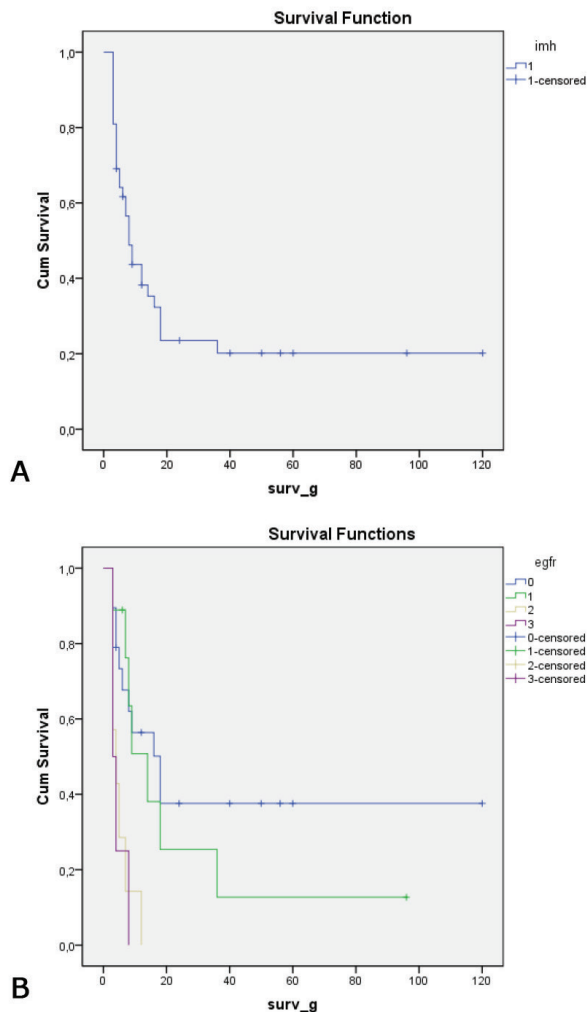 Survival Function
imh
1
1-censored
1,0
0,8
0,6
0,4
0,2
0,0
Cum Survival
0 20 40 60 80 100 120
surv_g
A
Survival Functions
egfr
0
1
2
3
0-censored
1-censored
2-censored
3-censored
1,0
0,8
0,6
0,4
0,2
0,0
Cum Survival
0 20 40 60 80 100 120
surv_g
B